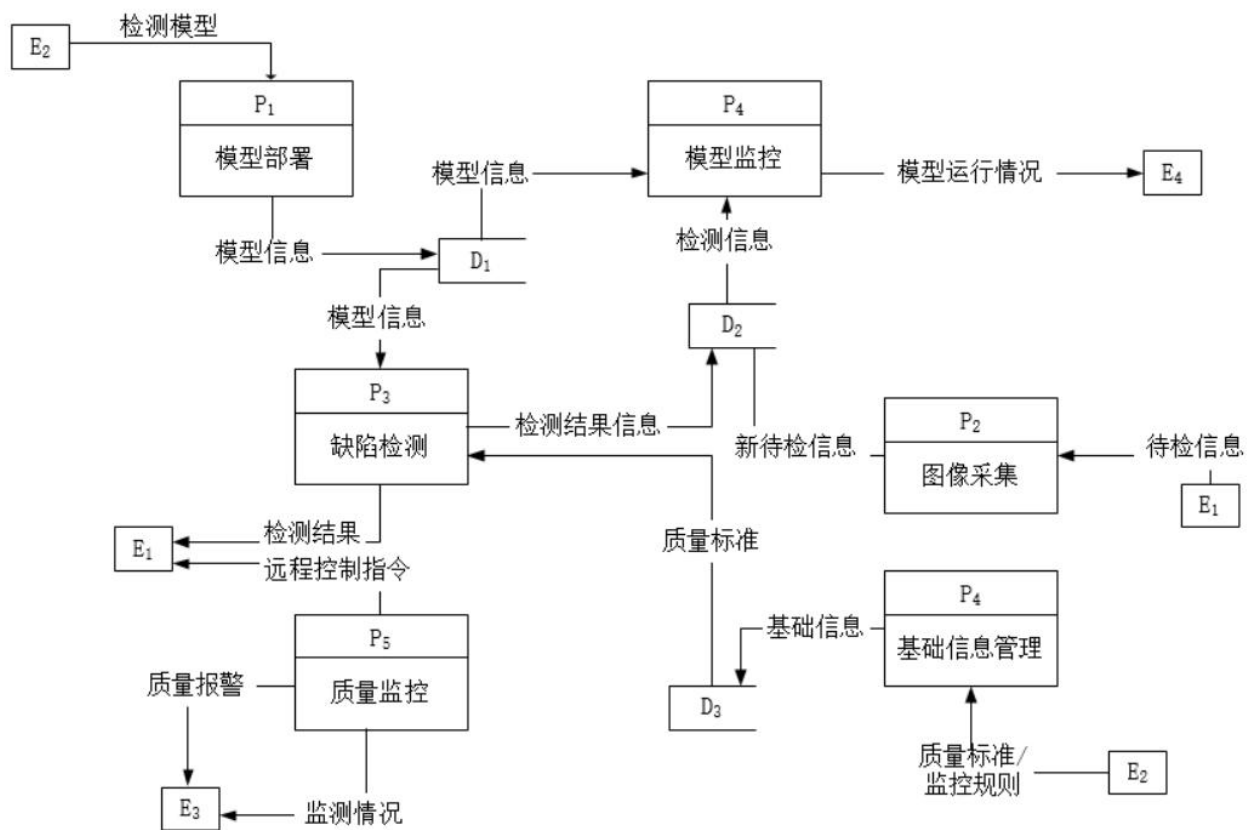 检测模型
E₂
P₁
模型部署
P₄
模型监控
模型信息
模型运行情况
E₄
模型信息
D₁
检测信息
模型信息
D₂
P₃
缺陷检测
检测结果信息
新待检信息
P₂
图像采集
待检信息
E₁
E₁
检测结果
远程控制指令
质量标准
P₅
质量监控
质量报警
P₄
基础信息管理
基础信息
D₃
质量标准/
监控规则
E₂
E₃
监测情况